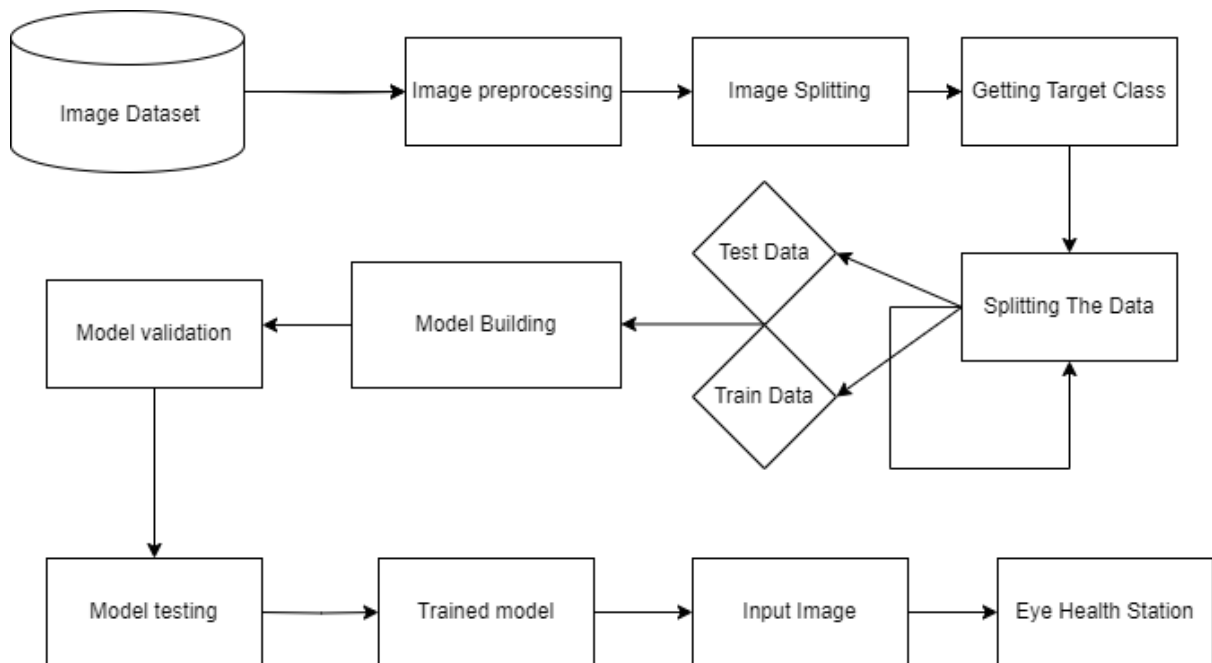 Image Dataset
Image preprocessing
Image Splitting
Getting Target Class
Test Data
Splitting The Data
Model validation
Model Building
Train Data
Model testing
Trained model
Input Image
Eye Health Station